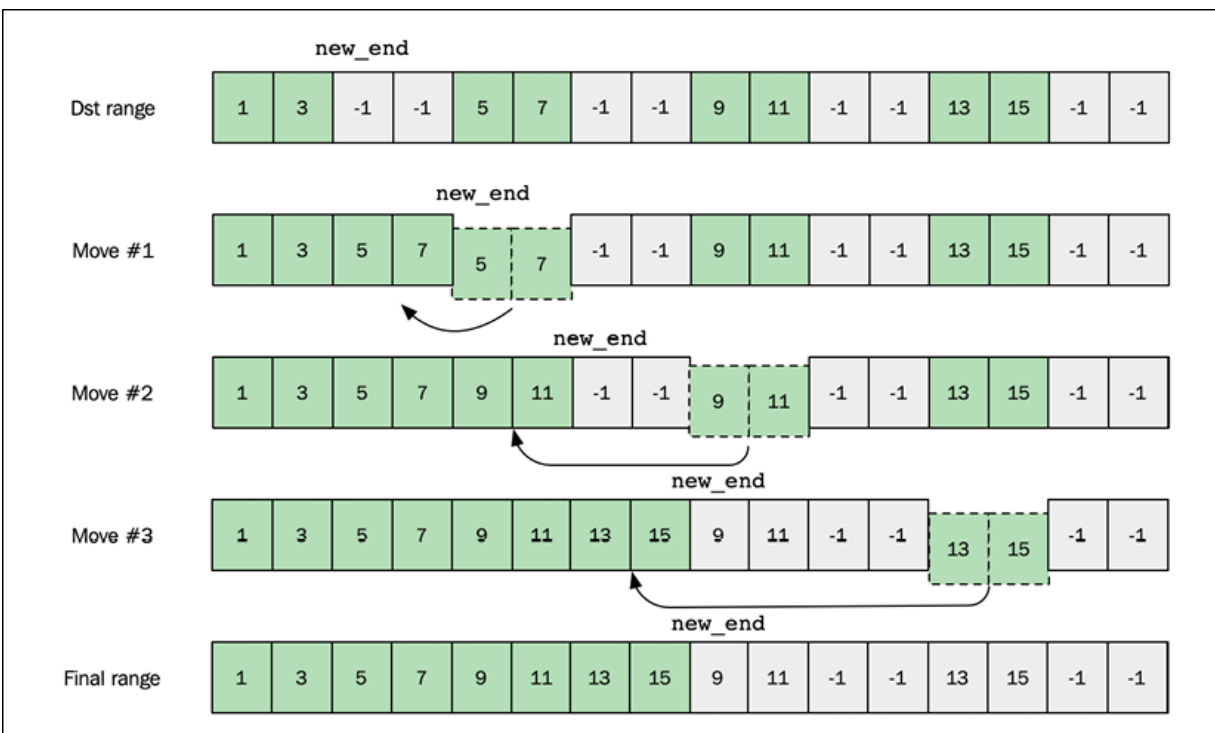 new_end
Dst range 1 3 -1 -1 5 7 -1 -1 9 11 -1 -1 13 15 -1 -1
new_end
Move #1 1 3 5 7 5 7 -1 -1 9 11 -1 -1 13 15 -1 -1
new_end
Move #2 1 3 5 7 9 11 -1 -1 9 11 -1 -1 13 15 -1 -1
new_end
Move #3 1 3 5 7 9 11 13 15 9 11 -1 -1 13 15 -1 -1
new_end
Final range 1 3 5 7 9 11 13 15 9 11 -1 -1 13 15 -1 -1